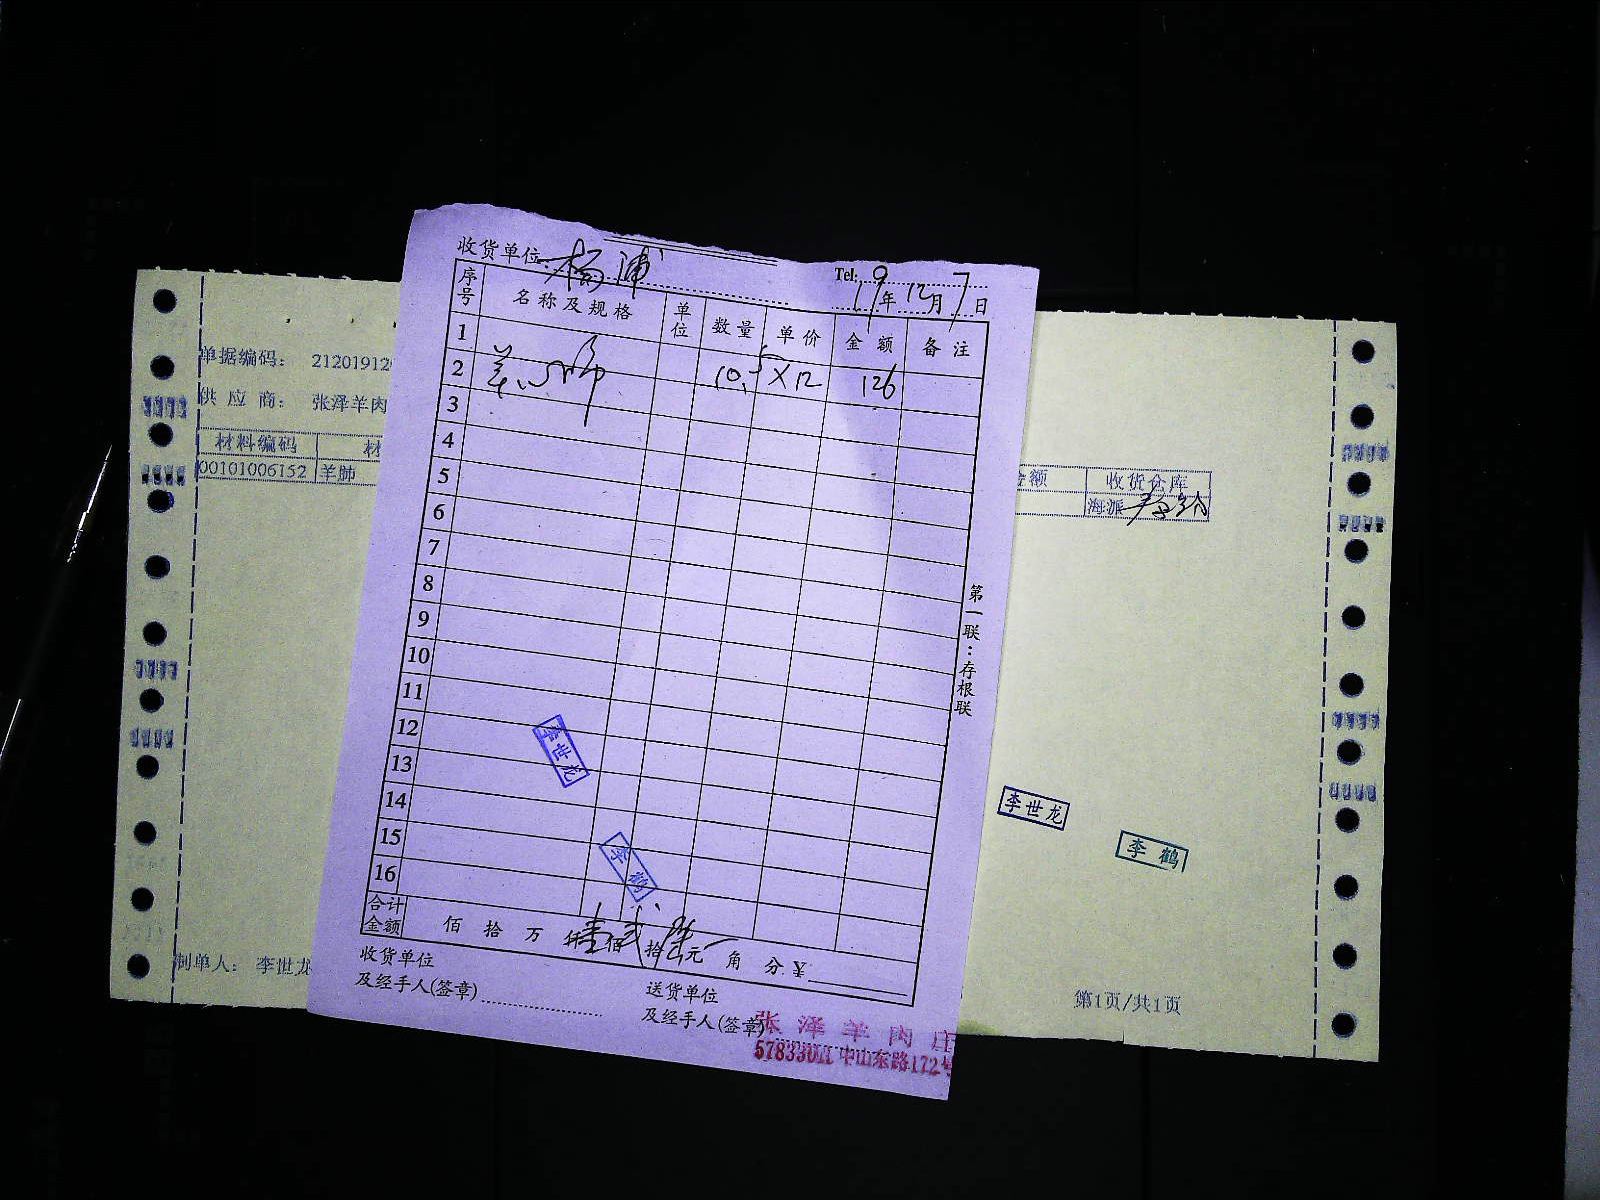 收货单位: 杨浦 Tel:
19年12月7日
序号 名称及规格 单位 数量 单价 金额 备注
1
2 羊心肺 10.5 X12 126
3
4
5
6
7
8
9
10
11
12
13
14
15
16
李世龙
李鹤
合计金额 佰 拾 万 仟壹佰贰拾陆元 角 分 ¥
收货单位
及经手人(签章)
送货单位
及经手人(签章)
张泽羊肉庄
中山东路172号
第一联:存根联
单据编码: 21201912
供应商: 张泽羊肉
材料编码 材
00101006152 羊肺
额 收货仓库
海派
李世龙
李鹤
制单人: 李世龙
第1页/共1页